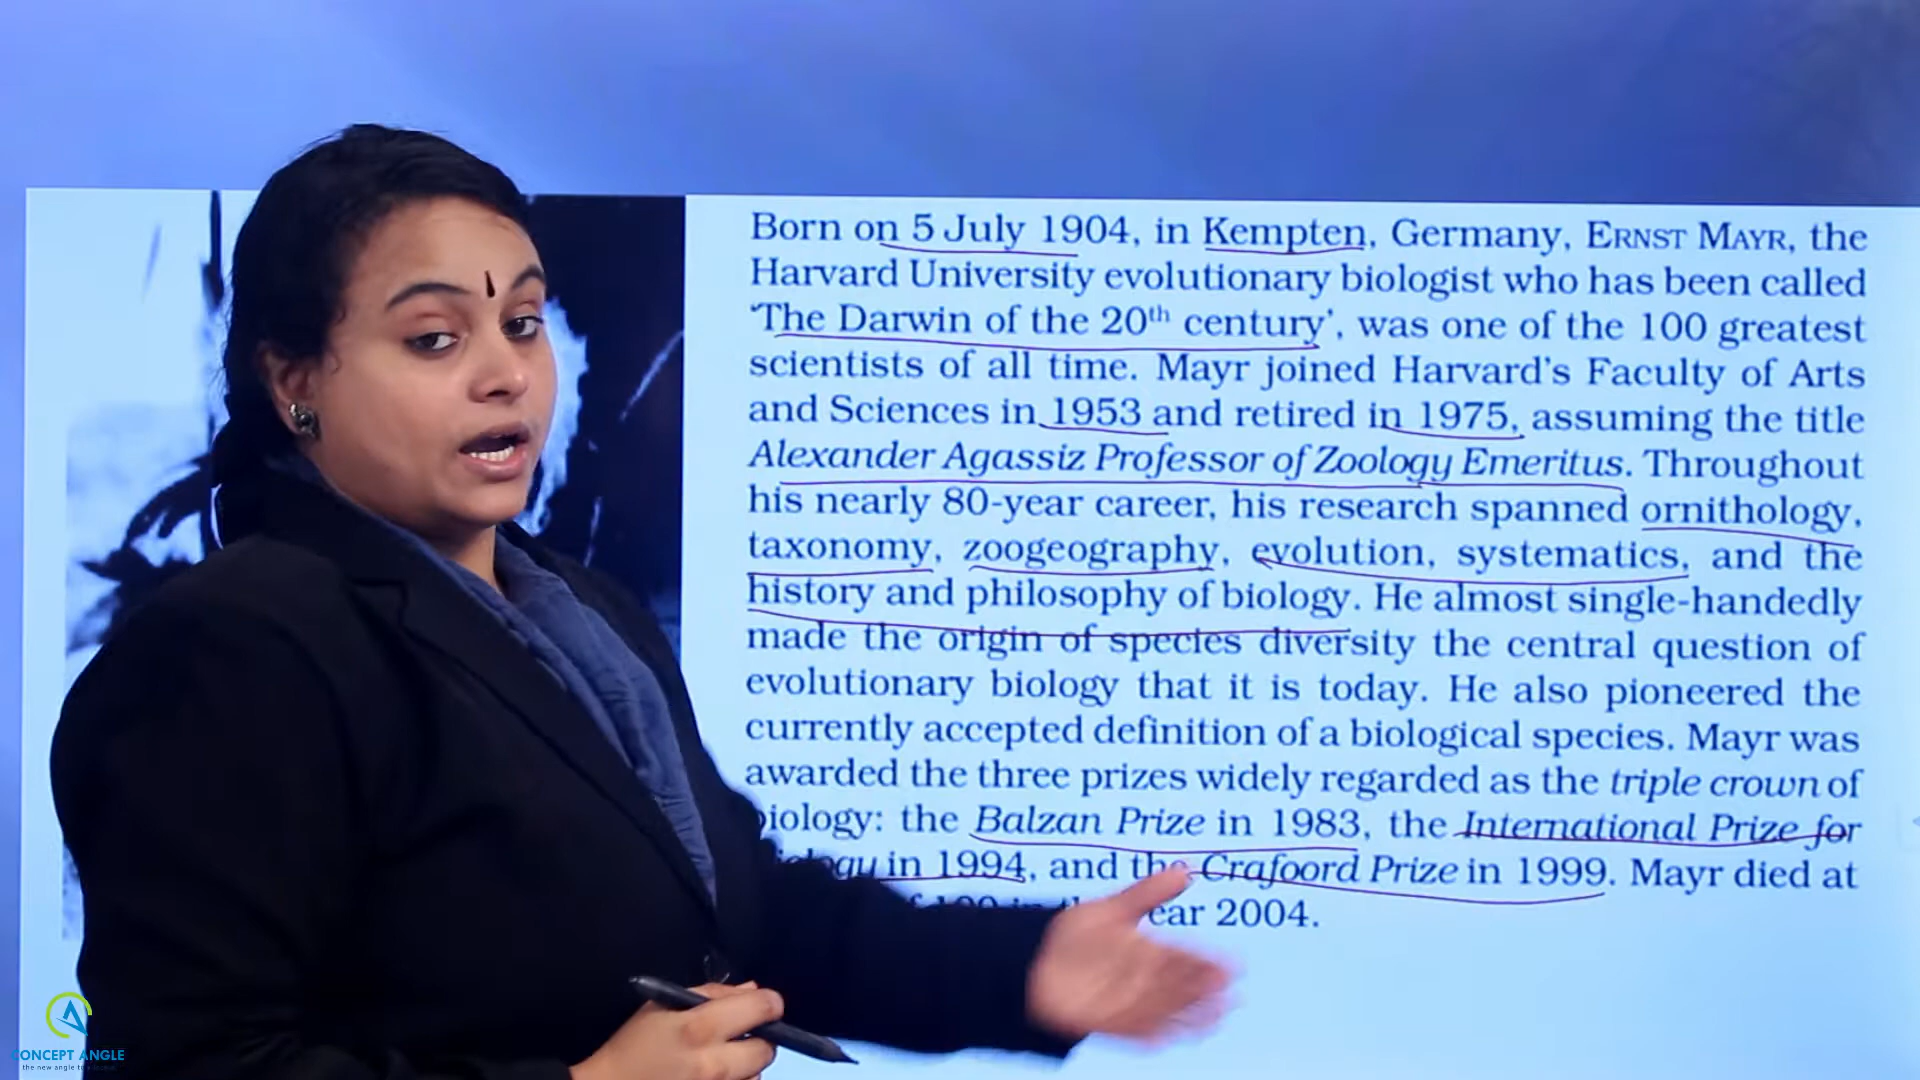 Born on 5 July 1904, in Kempten, Germany, ERNST MAYR, the
Harvard University evolutionary biologist who has been called
‘The Darwin of the 20th century’, was one of the 100 greatest
scientists of all time. Mayr joined Harvard’s Faculty of Arts
and Sciences in 1953 and retired in 1975, assuming the title
Alexander Agassiz Professor of Zoology Emeritus. Throughout
his nearly 80-year career, his research spanned ornithology,
taxonomy, zoogeography, evolution, systematics, and the
history and philosophy of biology. He almost single-handedly
made the origin of species diversity the central question of
evolutionary biology that it is today. He also pioneered the
currently accepted definition of a biological species. Mayr was
awarded the three prizes widely regarded as the triple crown of
iology: the Balzan Prize in 1983, the International Prize for
in 1994, and the Crafoord Prize in 1999. Mayr died at
100 in ear 2004.
CONCEPT ANGLE
the new angle to